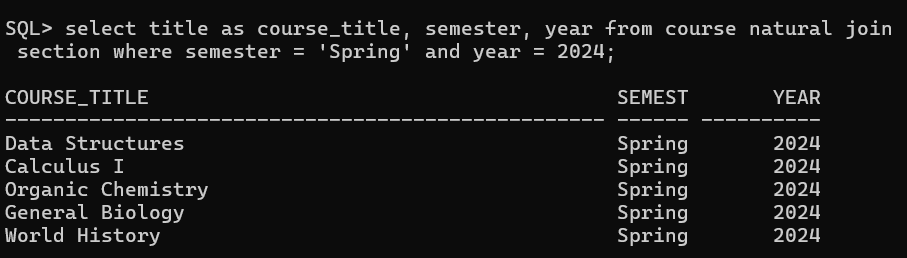 SQL> select title as course_title, semester, year from course natural join
 section where semester = 'Spring' and year = 2024;
COURSE_TITLE                                       SEMEST       YEAR
-------------------------------------------------- ------ ----------
Data Structures                                    Spring       2024
Calculus I                                         Spring       2024
Organic Chemistry                                  Spring       2024
General Biology                                    Spring       2024
World History                                      Spring       2024